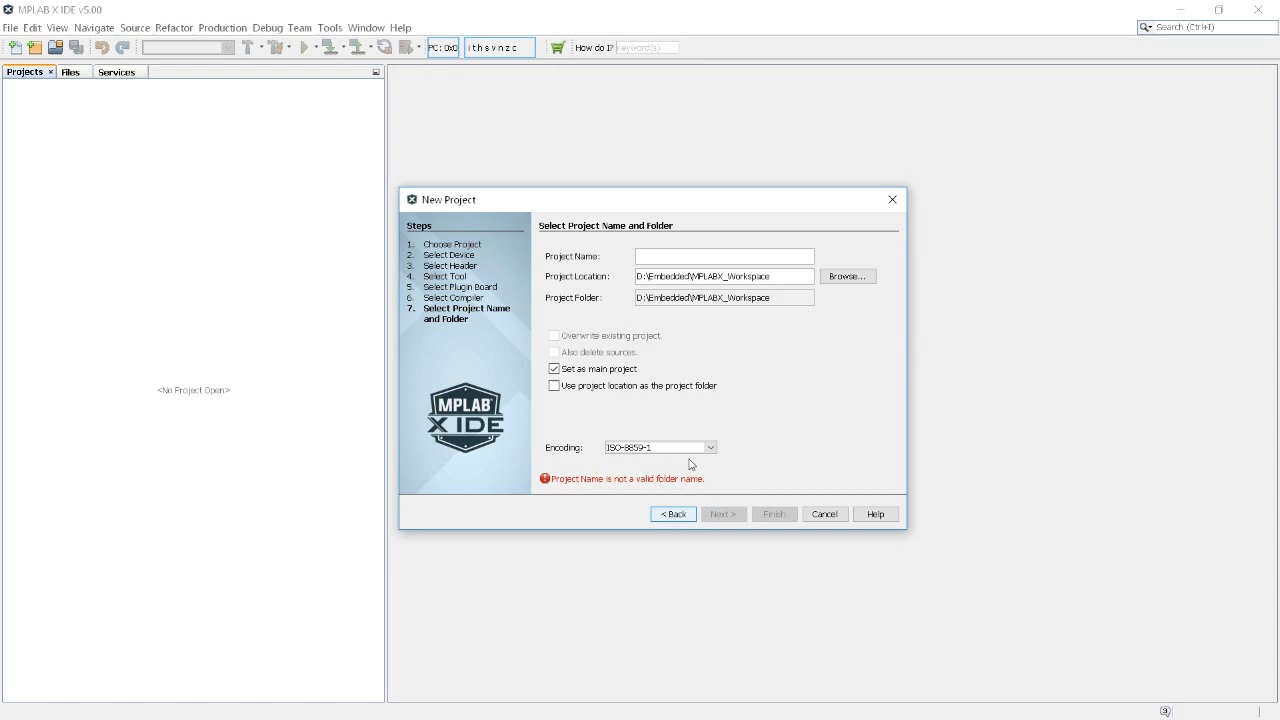 MPLAB X IDE v5.00
File Edit View Navigate Source Refactor Production Debug Team Tools Window Help
Search (Ctrl+I)
PC: 0x0
i t h s v n z c
How do I?
keyword(s)
Projects
Files
Services
<No Project Open>
New Project
Steps
1. Choose Project
2. Select Device
3. Select Header
4. Select Tool
5. Select Plugin Board
6. Select Compiler
7. Select Project Name
and Folder
MPLAB
X IDE
Select Project Name and Folder
Project Name:
Project Location: D:\Embedded\MPLABX_Workspace Browse...
Project Folder: D:\Embedded\MPLABX_Workspace
Overwrite existing project.
Also delete sources.
Set as main project
Use project location as the project folder
Encoding: ISO-8859-1
Project Name is not a valid folder name.
< Back Next > Finish Cancel Help